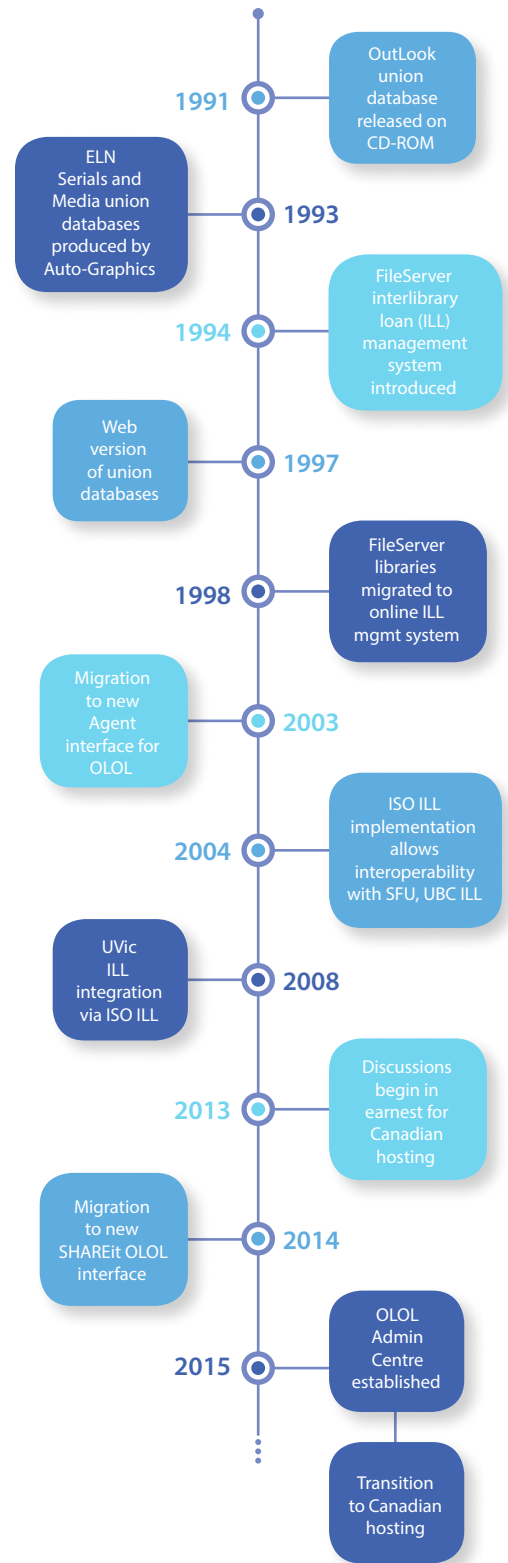 1991
OutLook
union
database
released on
CD-ROM
ELN
Serials and
Media union
databases
produced by
Auto-Graphics
1993
1994
FileServer
interlibrary
loan (ILL)
management
system
introduced
Web
version
of union
databases
1997
1998
FileServer
libraries
migrated to
online ILL
mgmt system
Migration
to new
Agent
interface for
OLOL
2003
2004
ISO ILL
implementation
allows
interoperability
with SFU, UBC ILL
UVic
ILL
integration
via ISO ILL
2008
2013
Discussions
begin in
earnest for
Canadian
hosting
Migration
to new
SHAREit OLOL
interface
2014
2015
OLOL
Admin
Centre
established
Transition
to Canadian
hosting